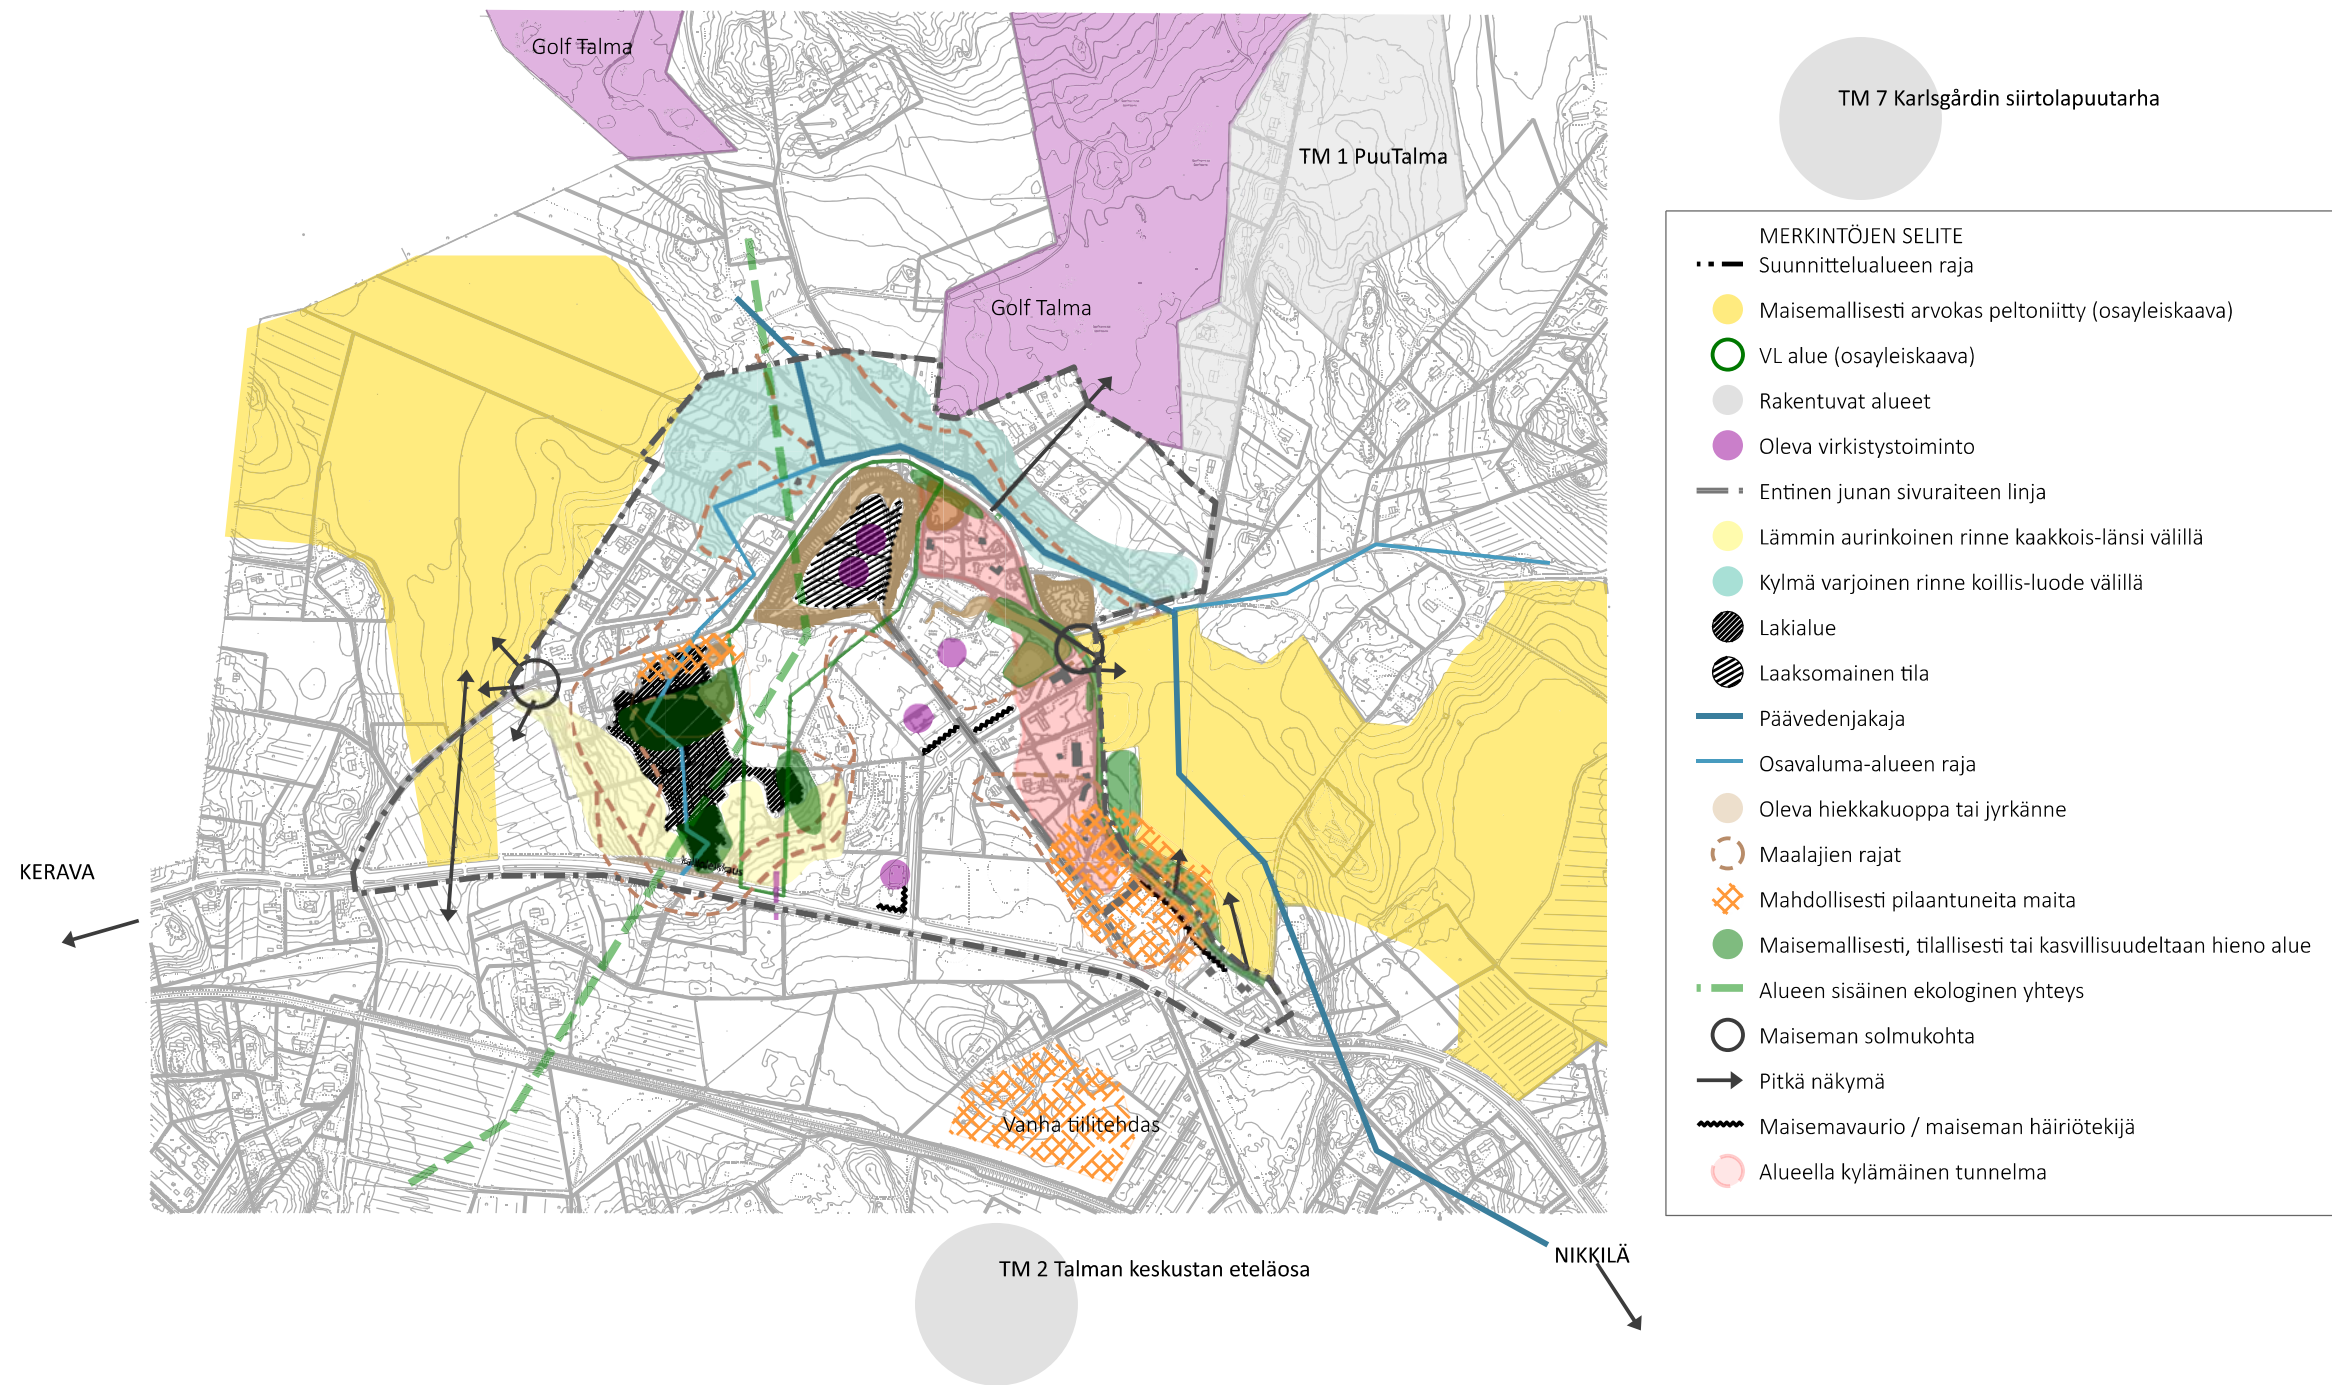 Golf Talma
TM 7 Karlsgårdin siirtolapuutarha
TM 1 PuuTalma
Golf Talma
KERAVA
Vanha tiilitehdas
TM 2 Talman keskustan eteläosa
NIKKILÄ
MERKINTÖJEN SELITE
Suunnittelualueen raja
Maisemallisesti arvokas peltoniitty (osayleiskaava)
VL alue (osayleiskaava)
Rakentuvat alueet
Oleva virkistystoiminto
Entinen junan sivuraiteen linja
Lämmin aurinkoinen rinne kaakkois-länsi välillä
Kylmä varjoinen rinne koillis-luode välillä
Lakialue
Laaksomainen tila
Päävedenjakaja
Osavaluma-alueen raja
Oleva hiekkakuoppa tai jyrkänne
Maalajien rajat
Mahdollisesti pilaantuneita maita
Maisemallisesti, tilallisesti tai kasvillisuudeltaan hieno alue
Alueen sisäinen ekologinen yhteys
Maiseman solmukohta
Pitkä näkymä
Maisemavaurio / maiseman häiriötekijä
Alueella kylämäinen tunnelma